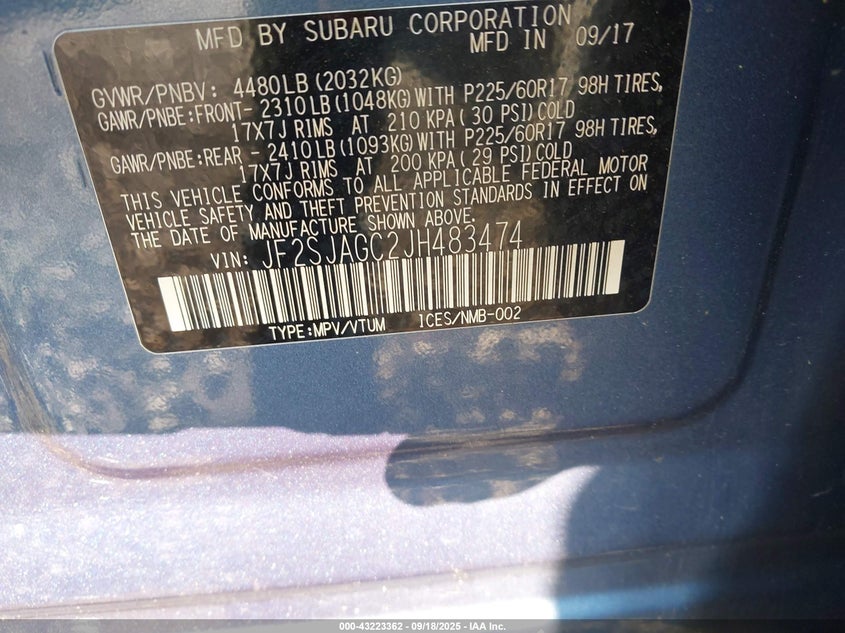 MFD BY SUBARU CORPORATION
MFD IN 09/17
GVWR/PNBV: 4480LB(2032KG)
GAWR/PNBE:FRONT- 2310LB(1048KG)WITH P225/60R17 98H TIRES,
17X7J RIMS AT 210 KPA(30 PSI)COLD
GAWR/PNBE:REAR - 2410LB(1093KG)WITH P225/60R17 98H TIRES,
17X7J RIMS AT 200 KPA(29 PSI)COLD
THIS VEHICLE CONFORMS TO ALL APPLICABLE FEDERAL MOTOR
VEHICLE SAFETY AND THEFT PREVENTION STANDARDS IN EFFECT ON
THE DATE OF MANUFACTURE SHOWN ABOVE.
VIN: JF2SJAGC2JH483474
TYPE:MPV/VTUM ICES/NMB-002
000-43223362 - 09/18/2025 - IAA Inc.